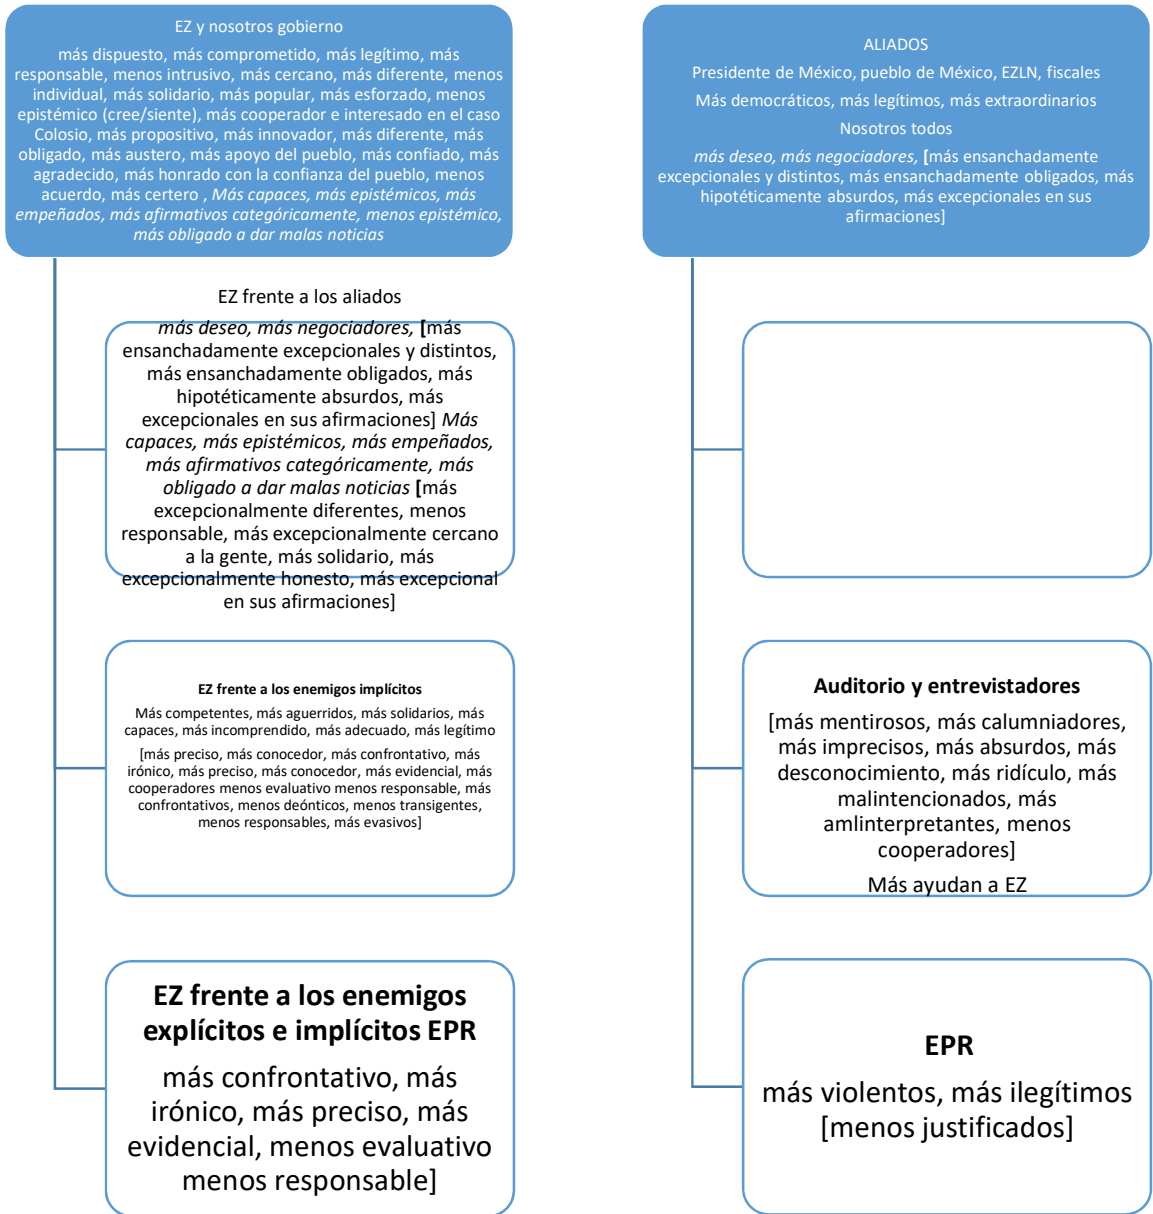 EZ y nosotros gobierno
más dispuesto, más comprometido, más legítimo, más
responsable, menos intrusivo, más cercano, más diferente, menos
individual, más solidario, más popular, más esforzado, menos
epistémico (cree/siente), más cooperador e interesado en el caso
Colosio, más propositivo, más innovador, más diferente, más
obligado, más austero, más apoyo del pueblo, más confiado, más
agradecido, más honrado con la confianza del pueblo, menos
acuerdo, más certero , Más capaces, más epistémicos, más
empeñados, más afirmativos categóricamente, menos epistémico,
más obligado a dar malas noticias
EZ frente a los aliados
más deseo, más negociadores, [más
ensanchadamente excepcionales y distintos,
más ensanchadamente obligados, más
hipotéticamente absurdos, más
excepcionales en sus afirmaciones] Más
capaces, más epistémicos, más empeñados,
más afirmativos categóricamente, más
obligado a dar malas noticias [más
excepcionalmente diferentes, menos
responsable, más excepcionalmente cercano
a la gente, más solidario, más
excepcionalmente honesto, más excepcional
en sus afirmaciones]
EZ frente a los enemigos implícitos
Más competentes, más aguerridos, más solidarios, más
capaces, más incomprendido, más adecuado, más legítimo
[más preciso, más conocedor, más confrontativo, más
irónico, más preciso, más conocedor, más evidencial, más
cooperadores menos evaluativo menos responsable, más
confrontativos, menos deónticos, menos transigentes,
menos responsables, más evasivos]
EZ frente a los enemigos
explícitos e implícitos EPR
más confrontativo, más
irónico, más preciso, más
evidencial, menos evaluativo
menos responsable]
ALIADOS
Presidente de México, pueblo de México, EZLN, fiscales
Más democráticos, más legítimos, más extraordinarios
Nosotros todos
más deseo, más negociadores, [más ensanchadamente
excepcionales y distintos, más ensanchadamente obligados, más
hipotéticamente absurdos, más excepcionales en sus
afirmaciones]
Auditorio y entrevistadores
[más mentirosos, más calumniadores,
más imprecisos, más absurdos, más
desconocimiento, más ridículo, más
malintencionados, más
amlinterpretantes, menos
cooperadores]
Más ayudan a EZ
EPR
más violentos, más ilegítimos
[menos justificados]